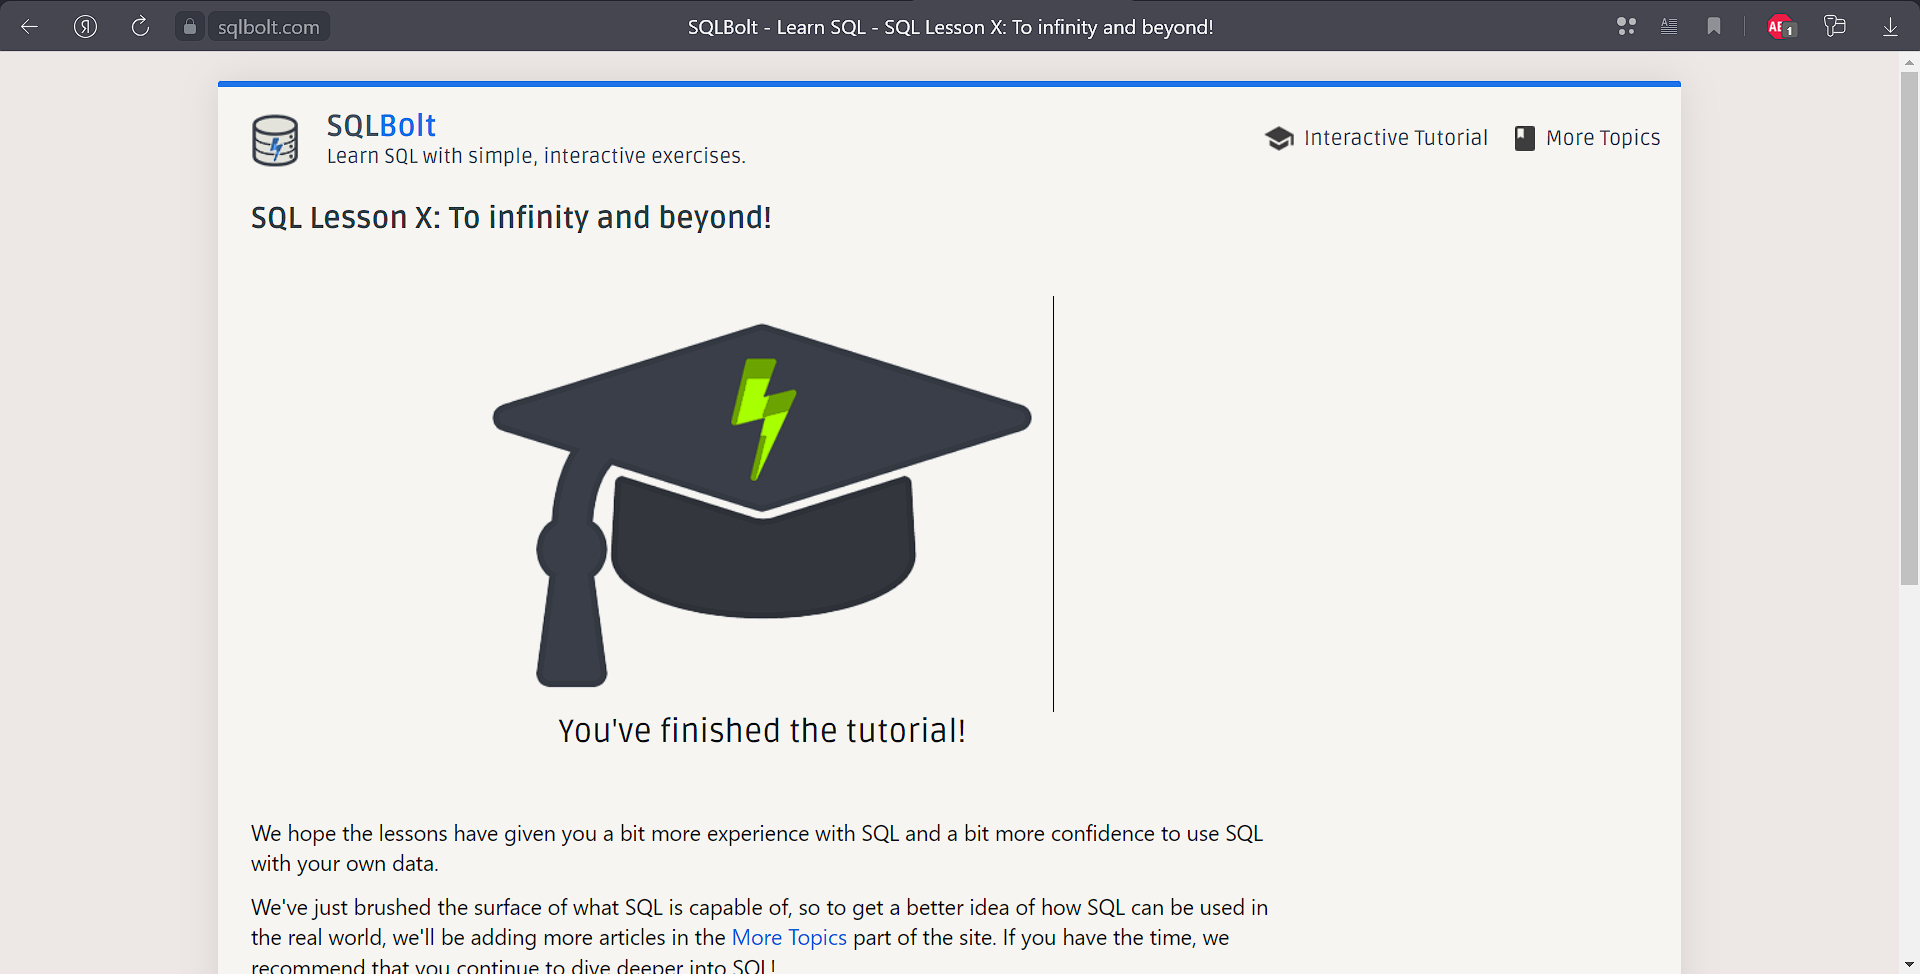 Я
sqlbolt.com
SQLBolt - Learn SQL - SQL Lesson X: To infinity and beyond!
1
SQLBolt
Learn SQL with simple, interactive exercises.
Interactive Tutorial
More Topics
SQL Lesson X: To infinity and beyond!
You've finished the tutorial!
We hope the lessons have given you a bit more experience with SQL and a bit more confidence to use SQL
with your own data.
We've just brushed the surface of what SQL is capable of, so to get a better idea of how SQL can be used in
the real world, we'll be adding more articles in the More Topics part of the site. If you have the time, we
recommend that you continue to dive deeper into SQL!